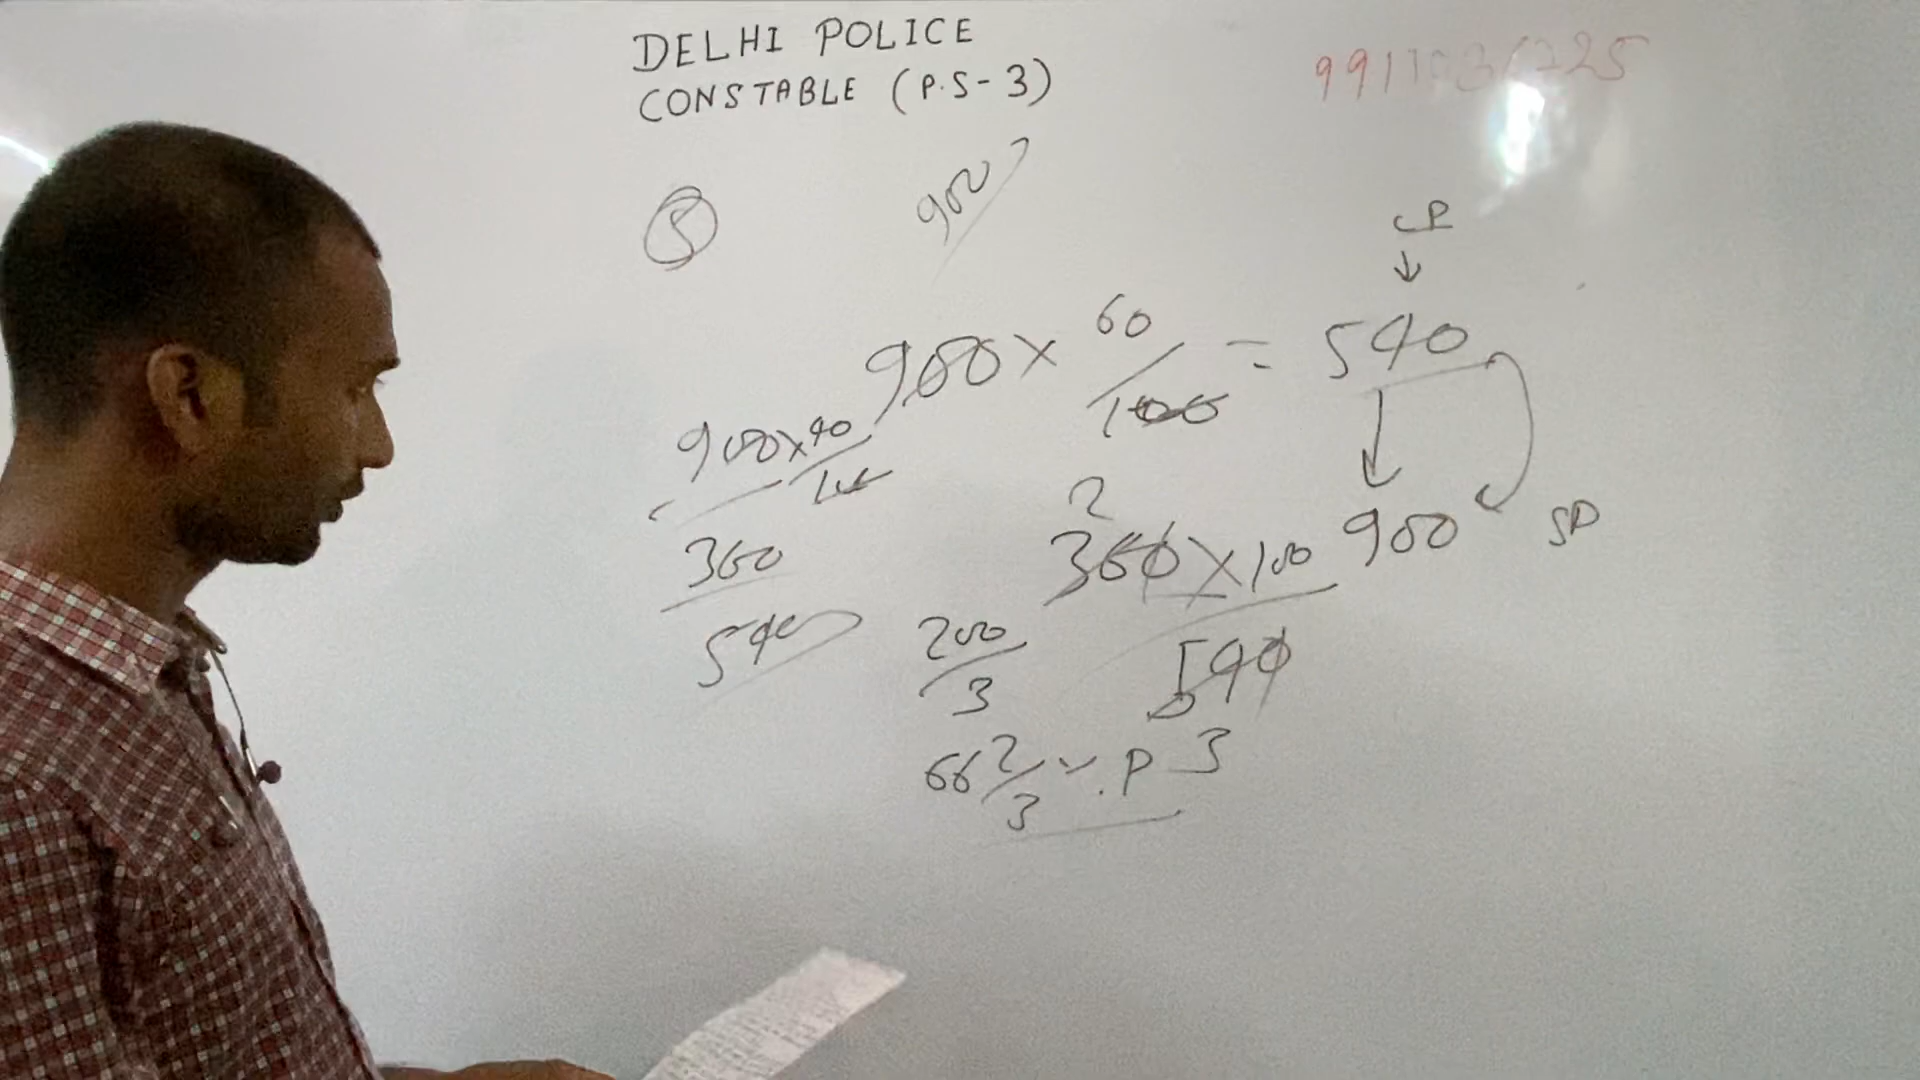 DELHI POLICE
CONSTABLE (P.S-3)
5
900
CP
↓
900 × 60/100 = 540
900×40/100
360
540
360 × 100
2
540
3
900
SP
200/3
66 2/3 % P